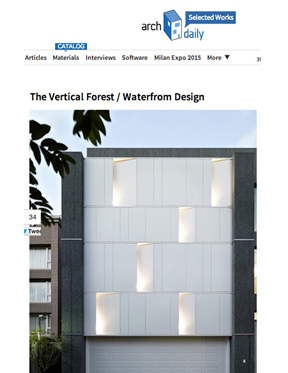 arch
daily
Selected Works
CATALOG
Articles Materials Interviews Software Milan Expo 2015 More ▼
The Vertical Forest / Waterfrom Design
34
Twee